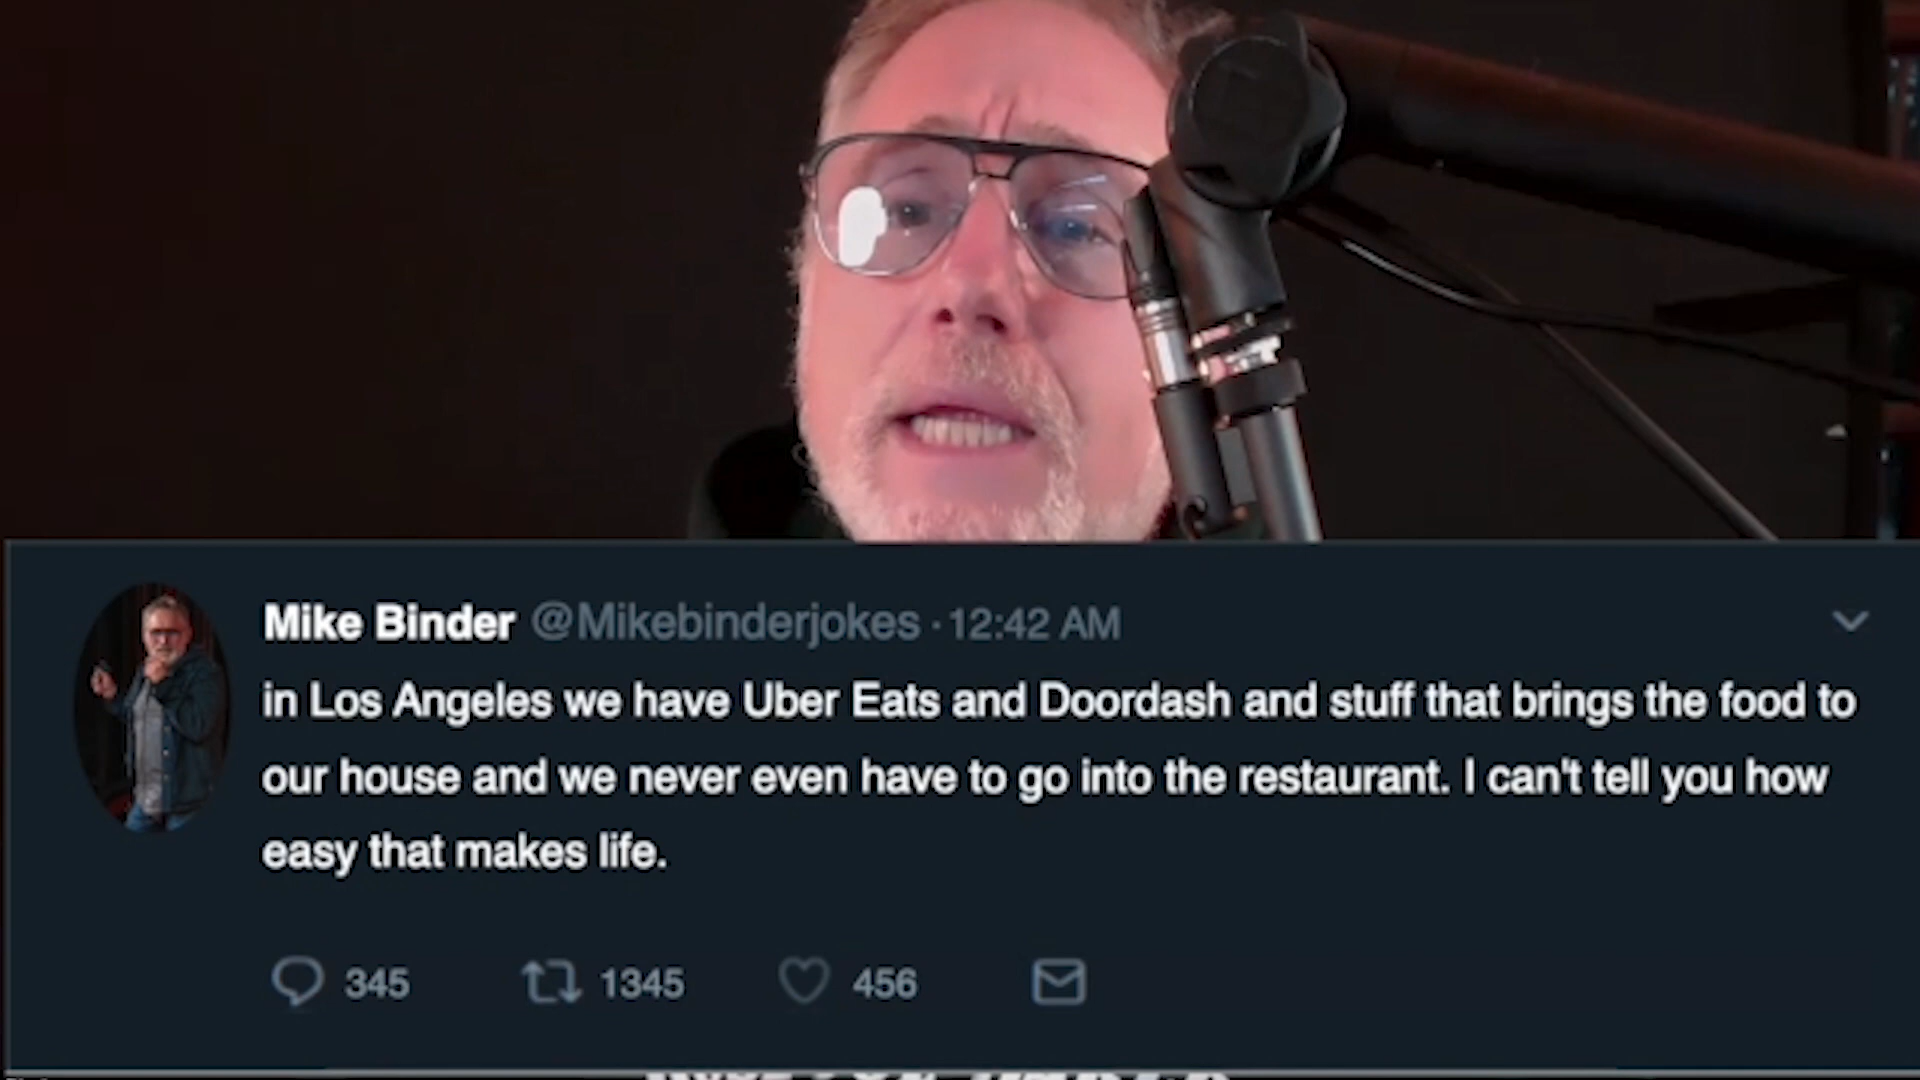 Mike Binder @Mikebinderjokes · 12:42 AM
in Los Angeles we have Uber Eats and Doordash and stuff that brings the food to
our house and we never even have to go into the restaurant. I can't tell you how
easy that makes life.
345 1345 456